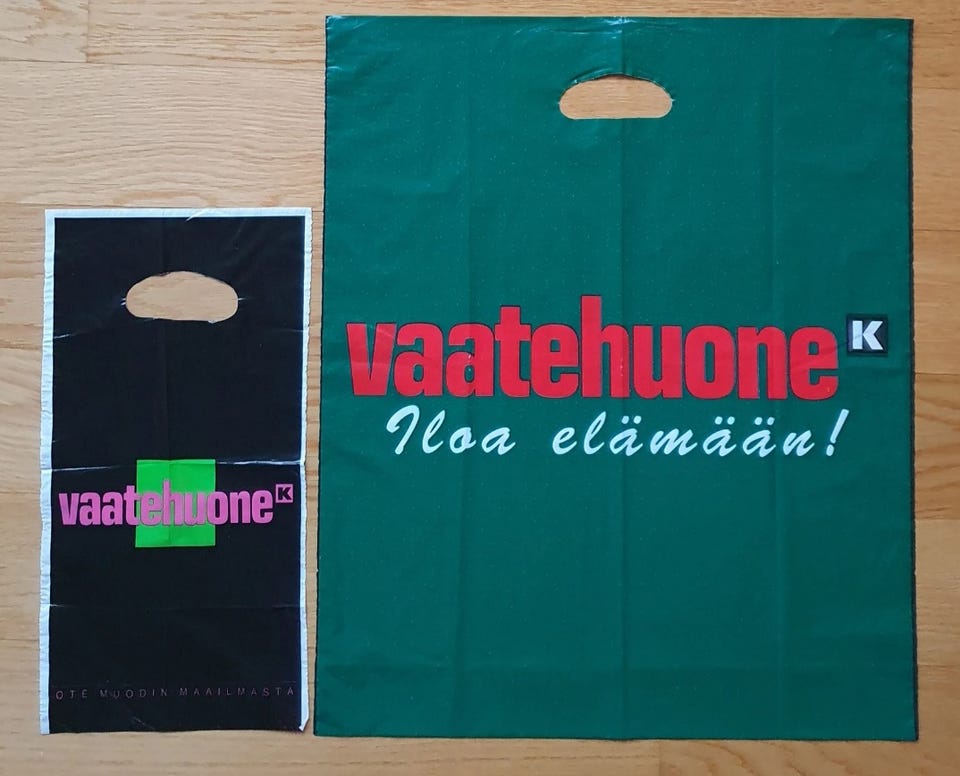 vaatehuone K
OTE MUODIN MAAILMASTA
vaatehuone K
Iloa elämään!